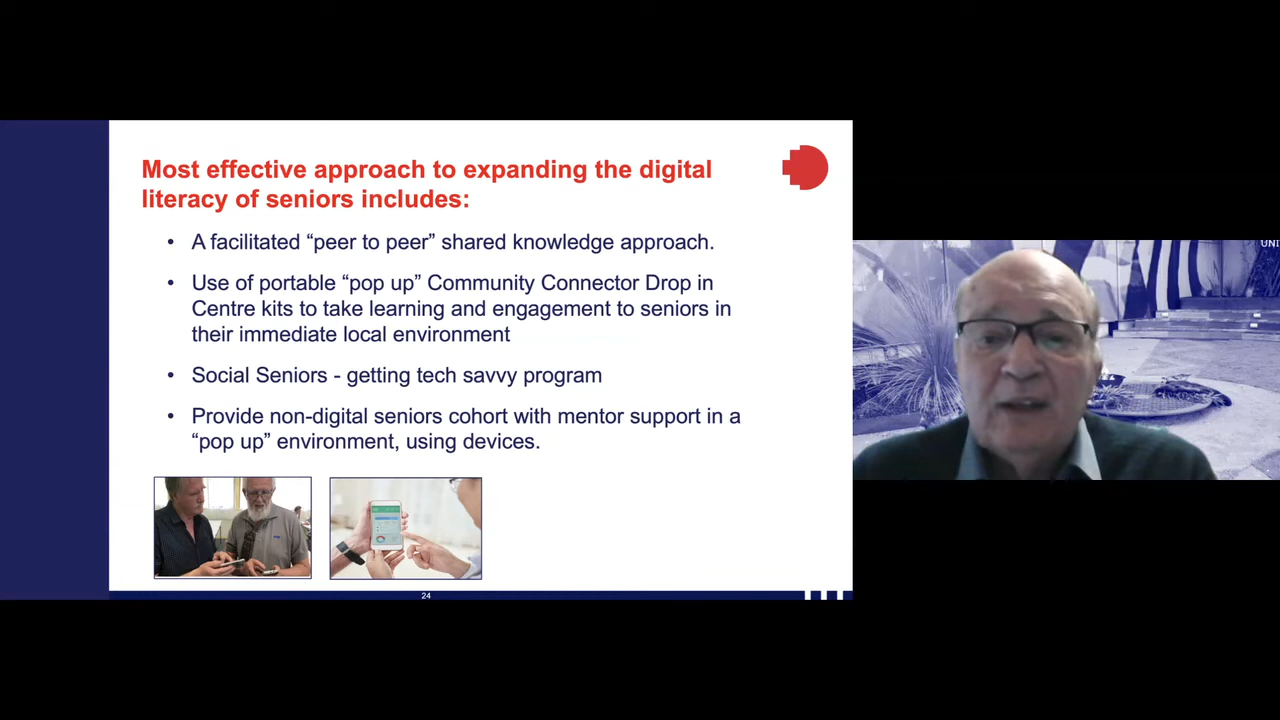 Most effective approach to expanding the digital
literacy of seniors includes:
• A facilitated “peer to peer” shared knowledge approach.
• Use of portable “pop up” Community Connector Drop in
Centre kits to take learning and engagement to seniors in
their immediate local environment
• Social Seniors - getting tech savvy program
• Provide non-digital seniors cohort with mentor support in a
“pop up” environment, using devices.
24
UNI